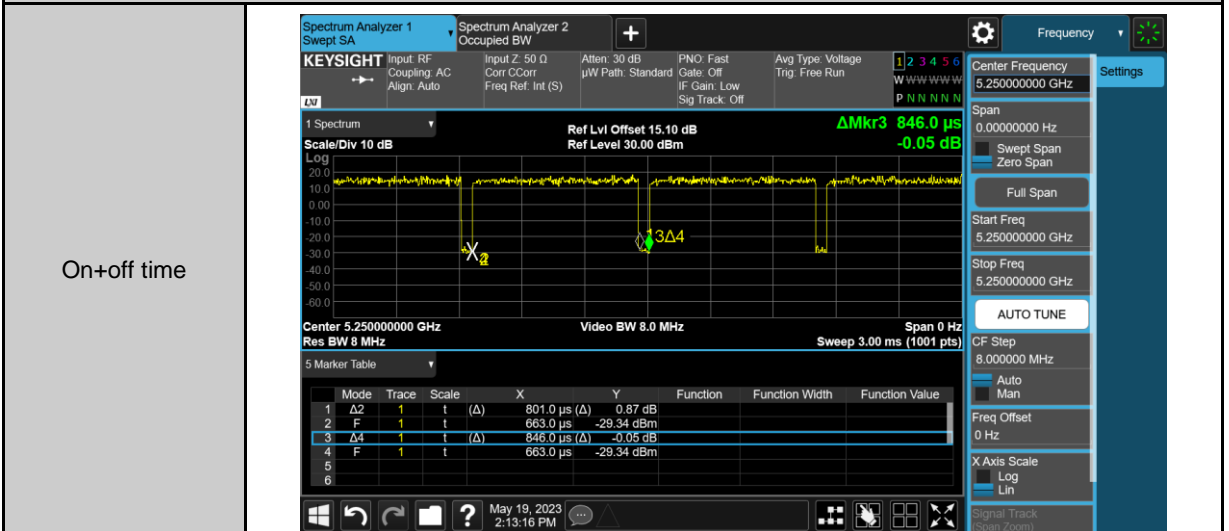 On+off time
Spectrum Analyzer 1
Swept SA
Spectrum Analyzer 2
Occupied BW
+
Frequency
KEYSIGHT
LXI
Input: RF
Coupling: AC
Align: Auto
Input Z: 50 Ω
Corr CCorr
Freq Ref: Int (S)
Atten: 30 dB
µW Path: Standard
PNO: Fast
Gate: Off
IF Gain: Low
Sig Track: Off
Avg Type: Voltage
Trig: Free Run
1 2 3 4 5 6
W W W W W W
P N N N N N
1 Spectrum
Scale/Div 10 dB
Ref Lvl Offset 15.10 dB
Ref Level 30.00 dBm
ΔMkr3 846.0 µs
-0.05 dB
Log
20.0
10.0
0.00
-10.0
-20.0
-30.0
-40.0
-50.0
-60.0
3Δ4
Center 5.250000000 GHz
Video BW 8.0 MHz
Span 0 Hz
Res BW 8 MHz
Sweep 3.00 ms (1001 pts)
5 Marker Table
Mode Trace Scale X Y Function Function Width Function Value
1 Δ2 1 t (Δ) 801.0 µs (Δ) 0.87 dB
2 F 1 t 663.0 µs -29.34 dBm
3 Δ4 1 t (Δ) 846.0 µs (Δ) -0.05 dB
4 F 1 t 663.0 µs -29.34 dBm
5
6
?
May 19, 2023
2:13:16 PM
Center Frequency
5.250000000 GHz
Settings
Span
0.00000000 Hz
Swept Span
Zero Span
Full Span
Start Freq
5.250000000 GHz
Stop Freq
5.250000000 GHz
AUTO TUNE
CF Step
8.000000 MHz
Auto
Man
Freq Offset
0 Hz
X Axis Scale
Log
Lin
Signal Track
(Span Zoom)